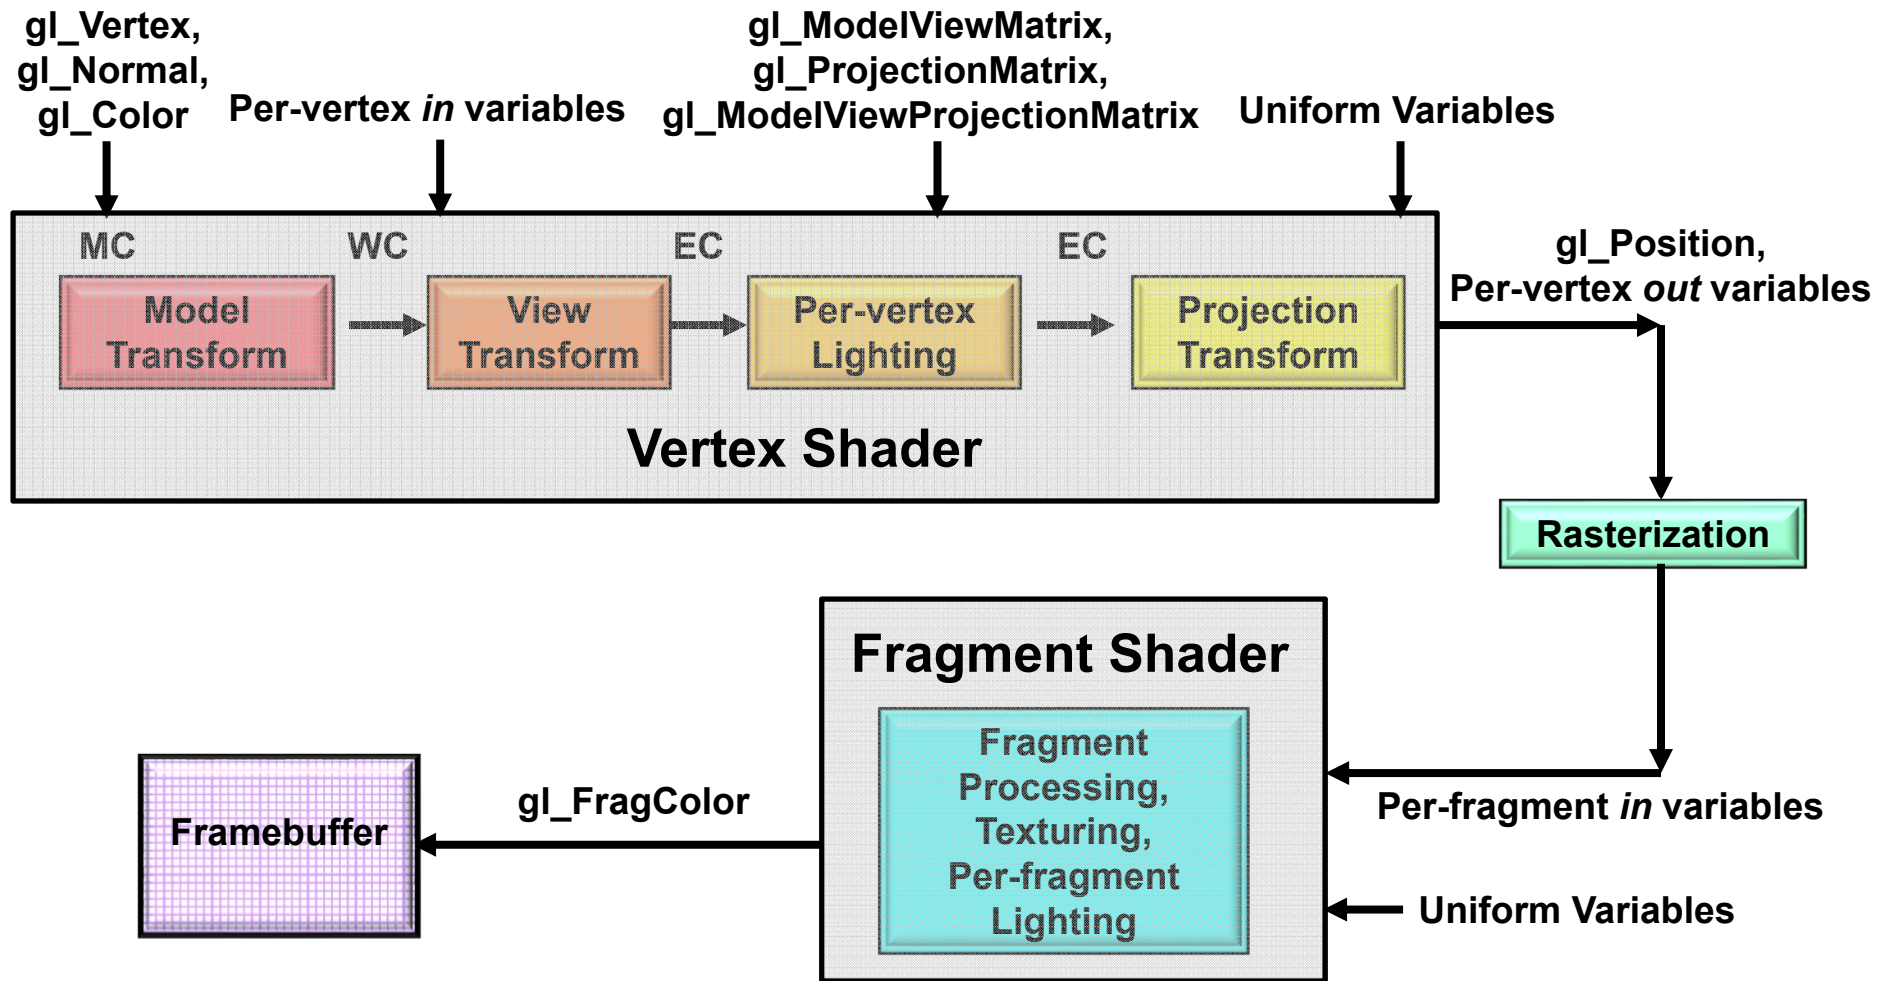 gl_Vertex,
gl_Normal,
gl_Color
Per-vertex in variables
gl_ModelViewMatrix,
gl_ProjectionMatrix,
gl_ModelViewProjectionMatrix
Uniform Variables
MC
WC
EC
EC
Model
Transform
View
Transform
Per-vertex
Lighting
Projection
Transform
Vertex Shader
gl_Position,
Per-vertex out variables
Rasterization
Fragment Shader
Fragment
Processing,
Texturing,
Per-fragment
Lighting
Per-fragment in variables
Uniform Variables
gl_FragColor
Framebuffer